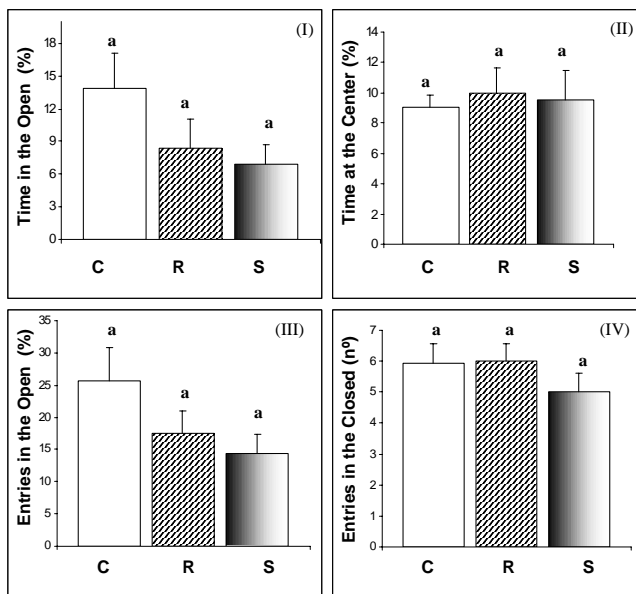 Time in the Open (%)
18
15
12
9
6
3
0
a
a
a
(I)
C R S
Time at the Center (%)
14
12
10
8
6
4
2
0
a
a
a
(II)
C R S
Entries in the Open (%)
35
30
25
20
15
10
5
0
a
a
a
(III)
C R S
Entries in the Closed (nº)
7
6
5
4
3
2
1
0
a
a
a
(IV)
C R S